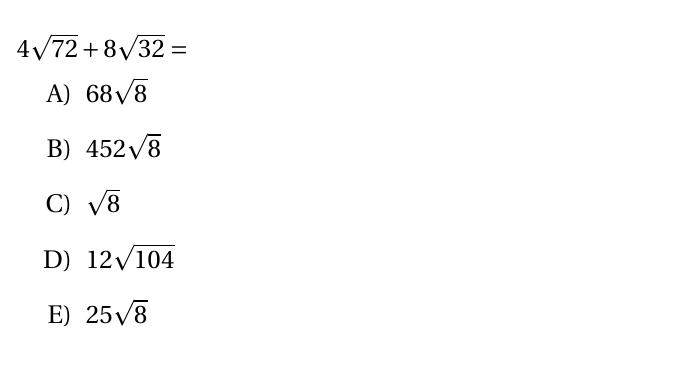 4√72 + 8√32 =
A) 68√8
B) 452√8
C) √8
D) 12√104
E) 25√8